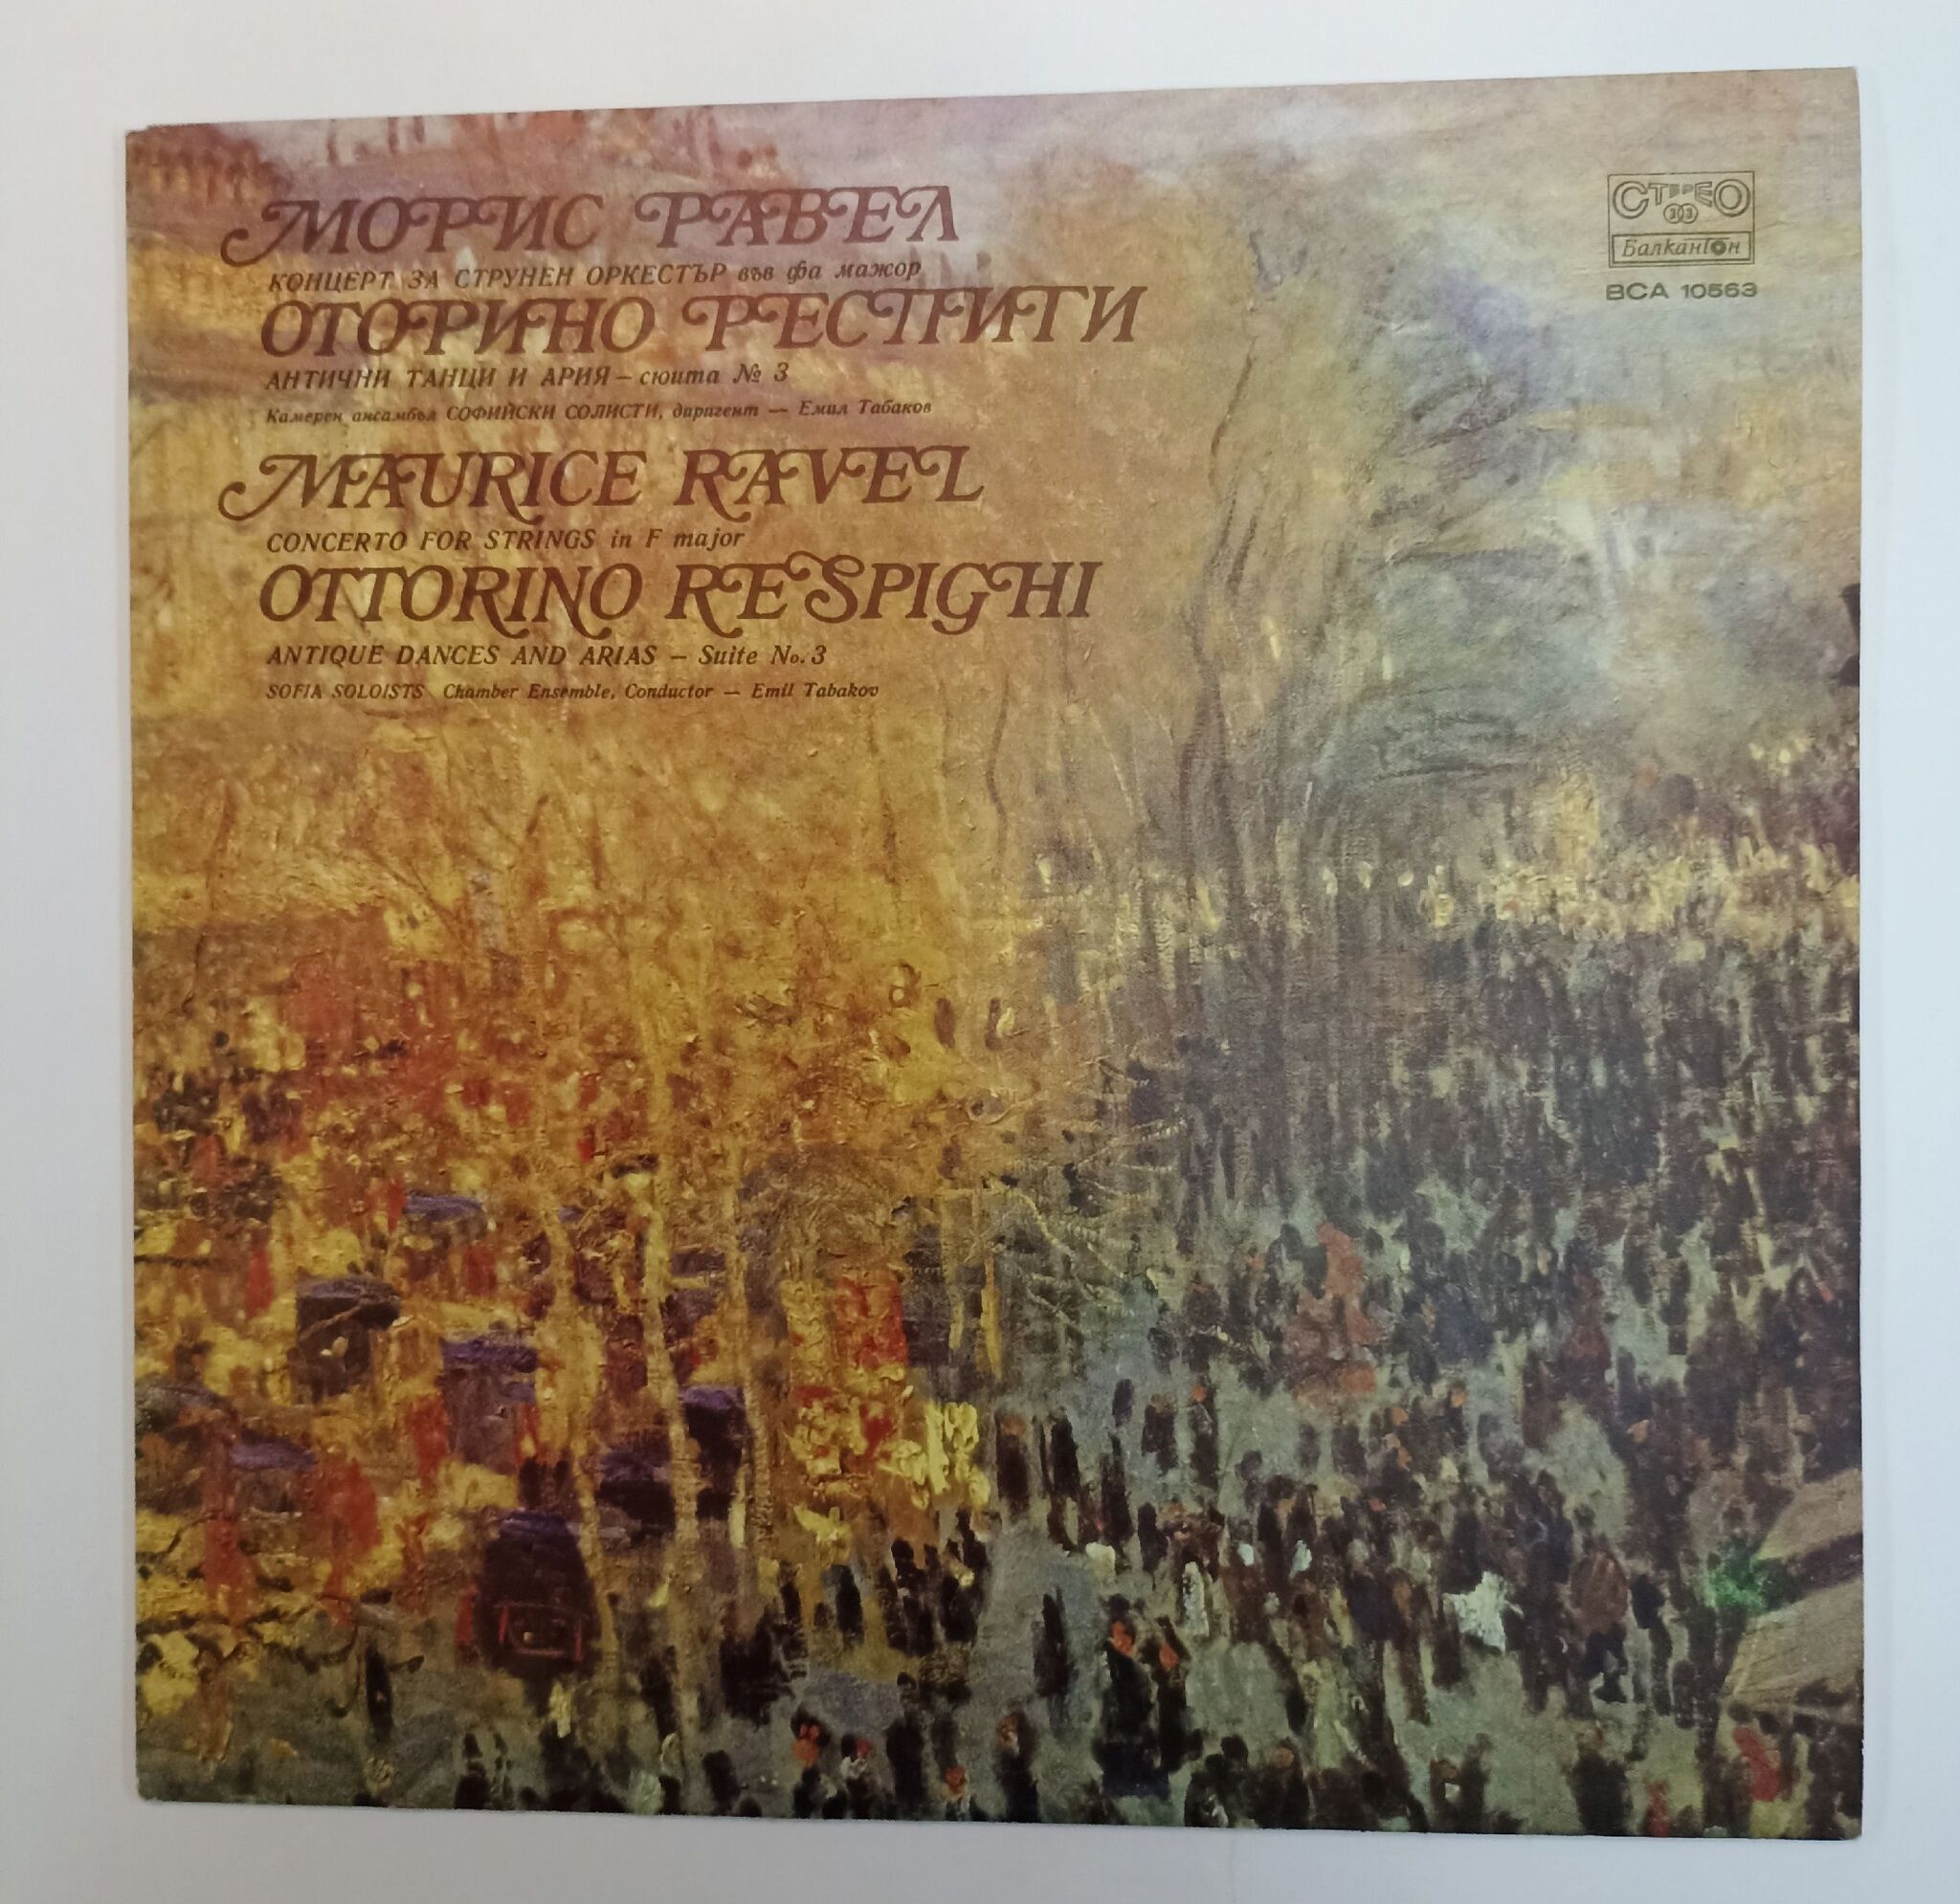 МОРИС РАВЕЛ
КОНЦЕРТ ЗА СТРУНЕН ОРКЕСТЪР във фа мажор
ОТОРИНО РЕСПИГИ
АНТИЧНИ ТАНЦИ И АРИЯ – сюита № 3
Камерен ансамбъл СОФИЙСКИ СОЛИСТИ, диригент — Емил Табаков
MAURICE RAVEL
CONCERTO FOR STRINGS in F major
OTTORINO RESPIGHI
ANTIQUE DANCES AND ARIAS – Suite No. 3
SOFIA SOLOISTS Chamber Ensemble, Conductor — Emil Tabakov
СТЕРЕО
33
Балкантон
ВСА 10563